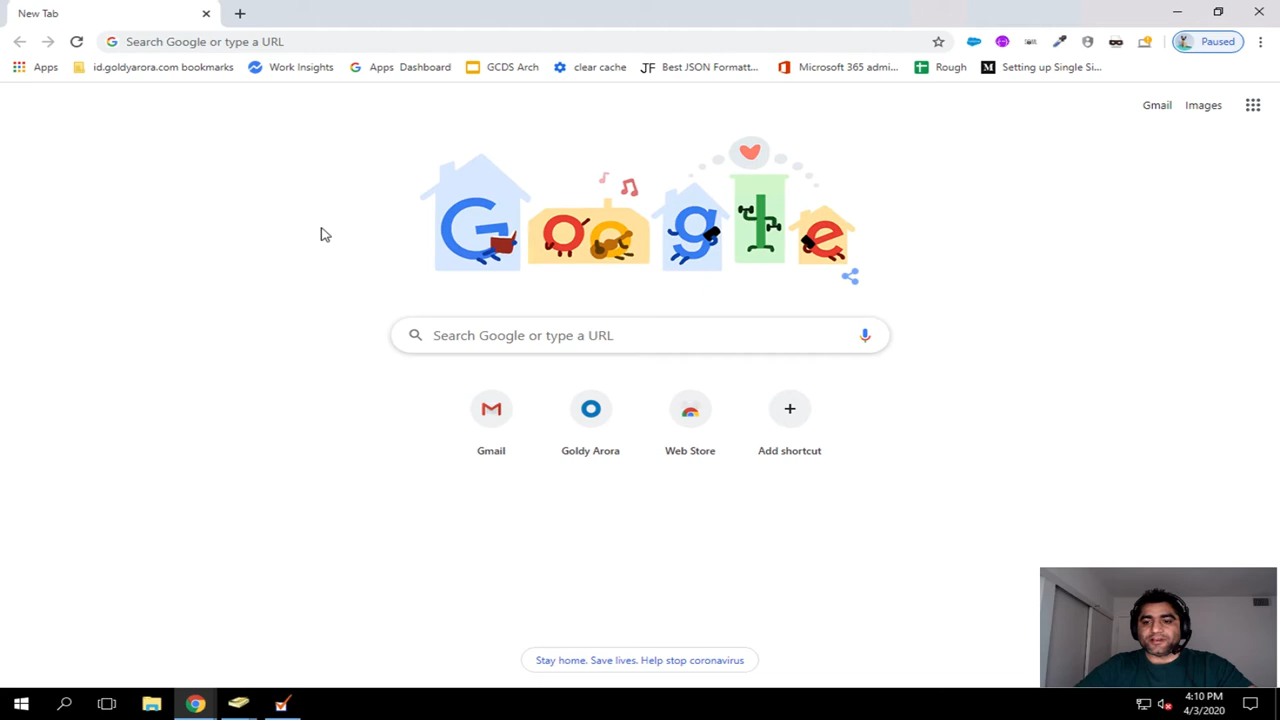 New Tab
Search Google or type a URL
Paused
Apps
id.goldyarora.com bookmarks
Work Insights
Apps Dashboard
GCDS Arch
clear cache
JF Best JSON Formatt...
Microsoft 365 admi...
Rough
M Setting up Single Si...
Gmail
Images
Google
Search Google or type a URL
Gmail
Goldy Arora
Web Store
Add shortcut
Stay home. Save lives. Help stop coronavirus
4:10 PM
4/3/2020